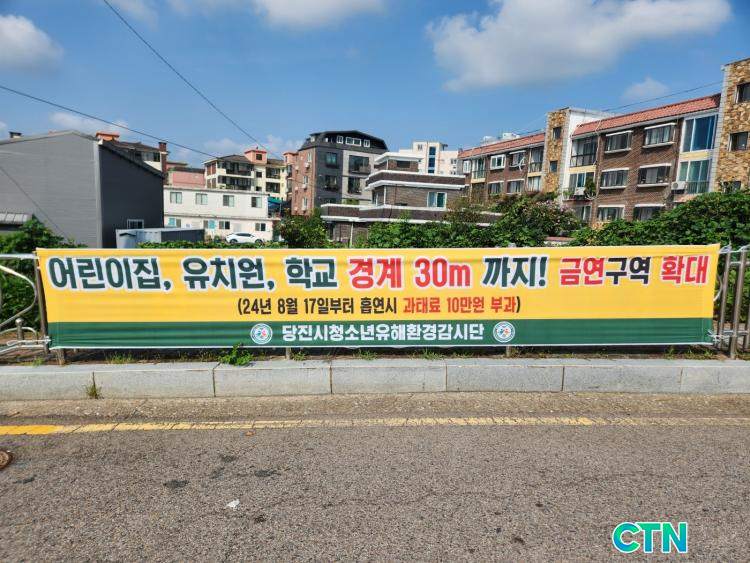 어린이집, 유치원, 학교 경계 30m 까지! 금연구역 확대
(24년 8월 17일부터 흡연시 과태료 10만원 부과)
당진시청소년유해환경감시단
CTN